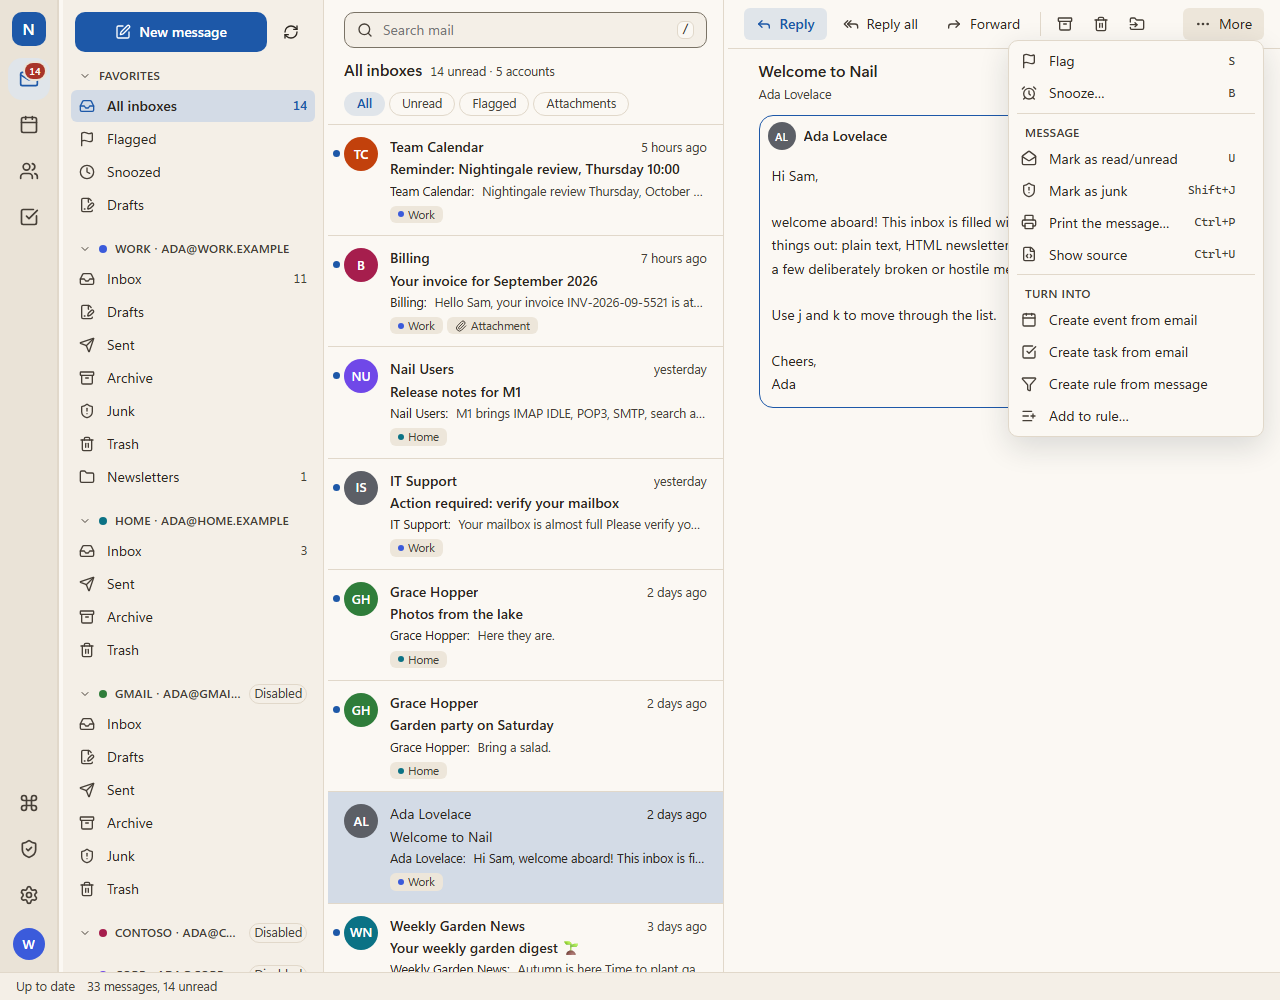 N
14
W
New message
FAVORITES
All inboxes 14
Flagged
Snoozed
Drafts
WORK · ADA@WORK.EXAMPLE
Inbox 11
Drafts
Sent
Archive
Junk
Trash
Newsletters 1
HOME · ADA@HOME.EXAMPLE
Inbox 3
Sent
Archive
Trash
GMAIL · ADA@GMAI... Disabled
Inbox
Drafts
Sent
Archive
Junk
Trash
CONTOSO · ADA@C... Disabled
Search mail /
All inboxes 14 unread · 5 accounts
All Unread Flagged Attachments
TC Team Calendar 5 hours ago
Reminder: Nightingale review, Thursday 10:00
Team Calendar: Nightingale review Thursday, October ...
Work
B Billing 7 hours ago
Your invoice for September 2026
Billing: Hello Sam, your invoice INV-2026-09-5521 is at...
Work Attachment
NU Nail Users yesterday
Release notes for M1
Nail Users: M1 brings IMAP IDLE, POP3, SMTP, search a...
Home
IS IT Support yesterday
Action required: verify your mailbox
IT Support: Your mailbox is almost full Please verify yo...
Work
GH Grace Hopper 2 days ago
Photos from the lake
Grace Hopper: Here they are.
Home
GH Grace Hopper 2 days ago
Garden party on Saturday
Grace Hopper: Bring a salad.
Home
AL Ada Lovelace 2 days ago
Welcome to Nail
Ada Lovelace: Hi Sam, welcome aboard! This inbox is fi...
Work
WN Weekly Garden News 3 days ago
Your weekly garden digest 🌱
Weekly Garden News: Autumn is here Time to plant ga...
Reply Reply all Forward More
Welcome to Nail
Ada Lovelace
AL Ada Lovelace
Hi Sam,
welcome aboard! This inbox is filled wi
things out: plain text, HTML newsletter
a few deliberately broken or hostile me
Use j and k to move through the list.
Cheers,
Ada
Flag S
Snooze... B
MESSAGE
Mark as read/unread U
Mark as junk Shift+J
Print the message... Ctrl+P
Show source Ctrl+U
TURN INTO
Create event from email
Create task from email
Create rule from message
Add to rule...
Up to date 33 messages, 14 unread